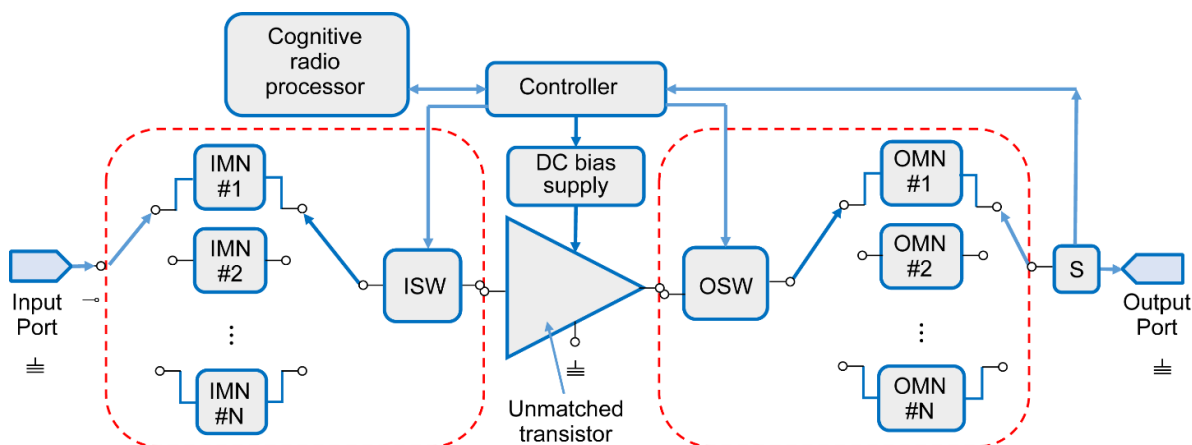 Cognitive
radio
processor
Controller
DC bias
supply
IMN
#1
IMN
#2
⋮
IMN
#N
ISW
OSW
OMN
#1
OMN
#2
⋮
OMN
#N
S
Input
Port
Output
Port
Unmatched
transistor